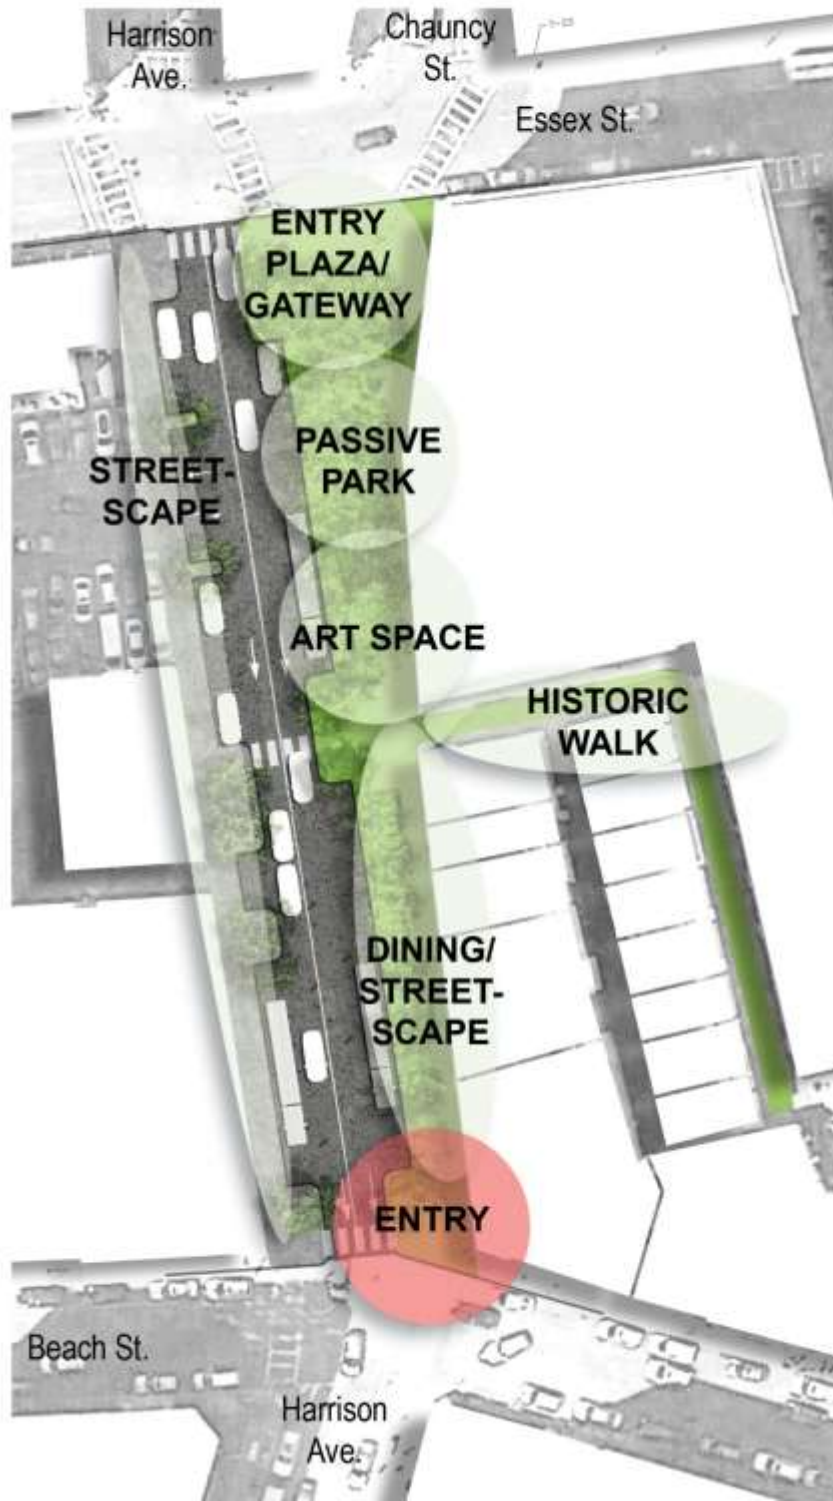 Harrison
Ave.
Chauncy
St.
Essex St.
ENTRY
PLAZA/
GATEWAY
PASSIVE
PARK
STREET-
SCAPE
ART SPACE
HISTORIC
WALK
DINING/
STREET-
SCAPE
ENTRY
Beach St.
Harrison
Ave.